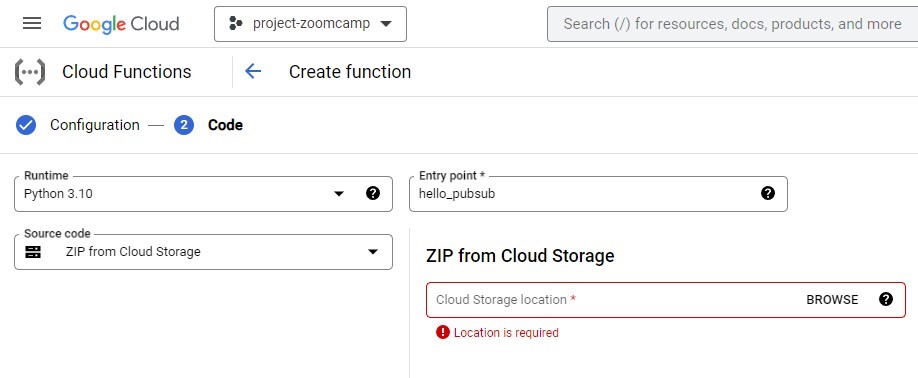 Google Cloud
project-zoomcamp
Search (/) for resources, docs, products, and more
Cloud Functions
Create function
Configuration
2
Code
Runtime
Python 3.10
Entry point *
hello_pubsub
Source code
ZIP from Cloud Storage
ZIP from Cloud Storage
Cloud Storage location *
BROWSE
Location is required